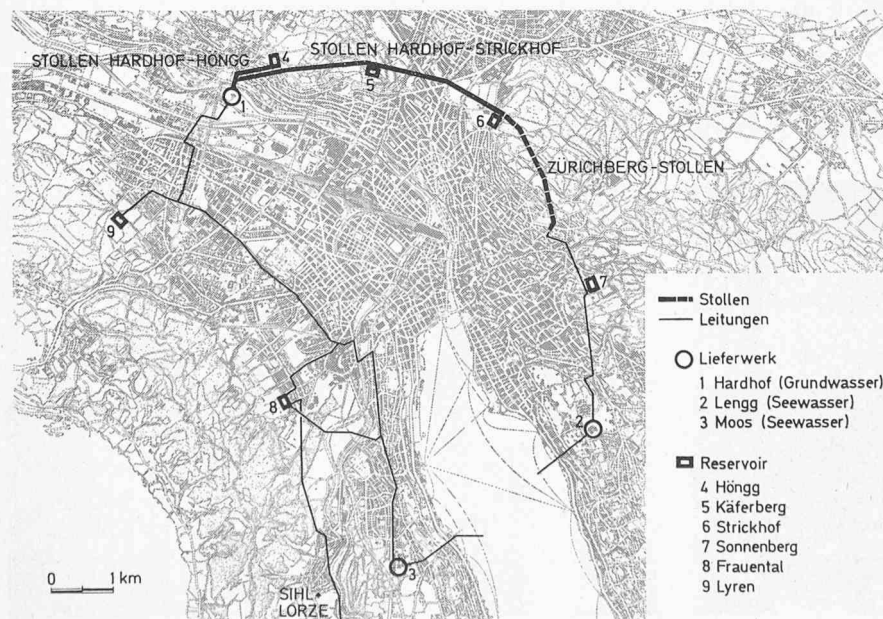 STOLLEN HARDHOF-HÖNGG
4
STOLLEN HARDHOF-STRICKHOF
5
1
6
ZÜRICHBERG-STOLLEN
9
7
8
2
3
SIHL-
LORZE
0 1 km
Stollen
Leitungen
Lieferwerk
1 Hardhof (Grundwasser)
2 Lengg (Seewasser)
3 Moos (Seewasser)
Reservoir
4 Höngg
5 Käferberg
6 Strickhof
7 Sonnenberg
8 Frauental
9 Lyren